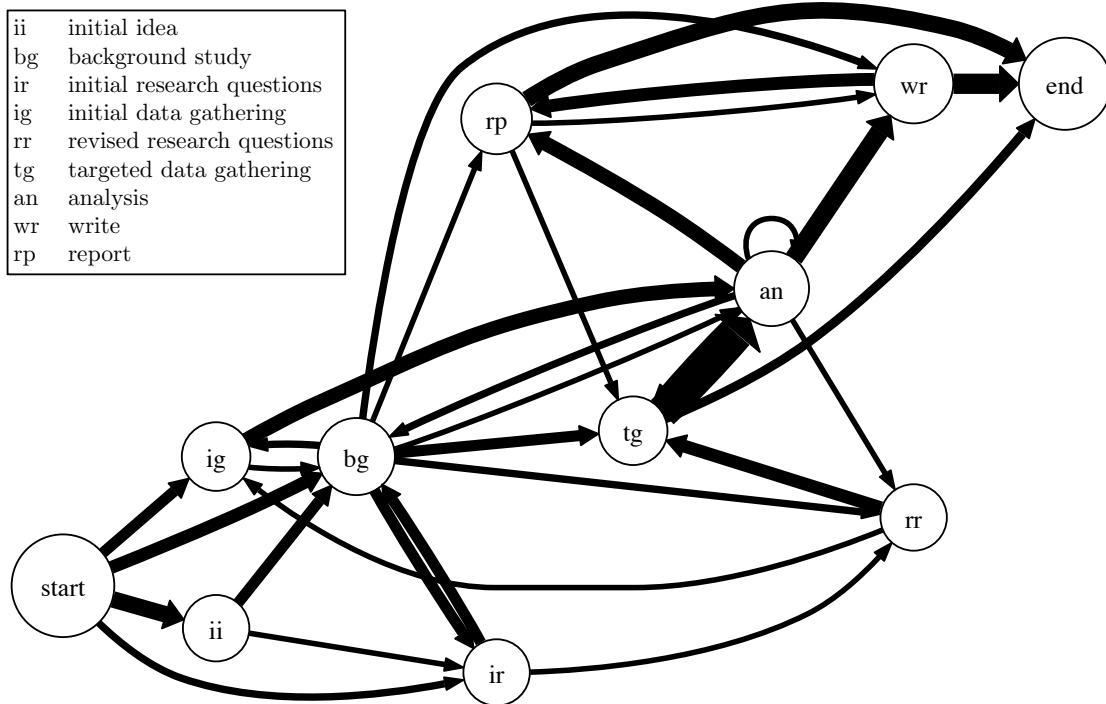 ii initial idea
bg background study
ir initial research questions
ig initial data gathering
rr revised research questions
tg targeted data gathering
an analysis
wr write
rp report
wr
end
rp
an
tg
ig
bg
rr
start
ii
ir